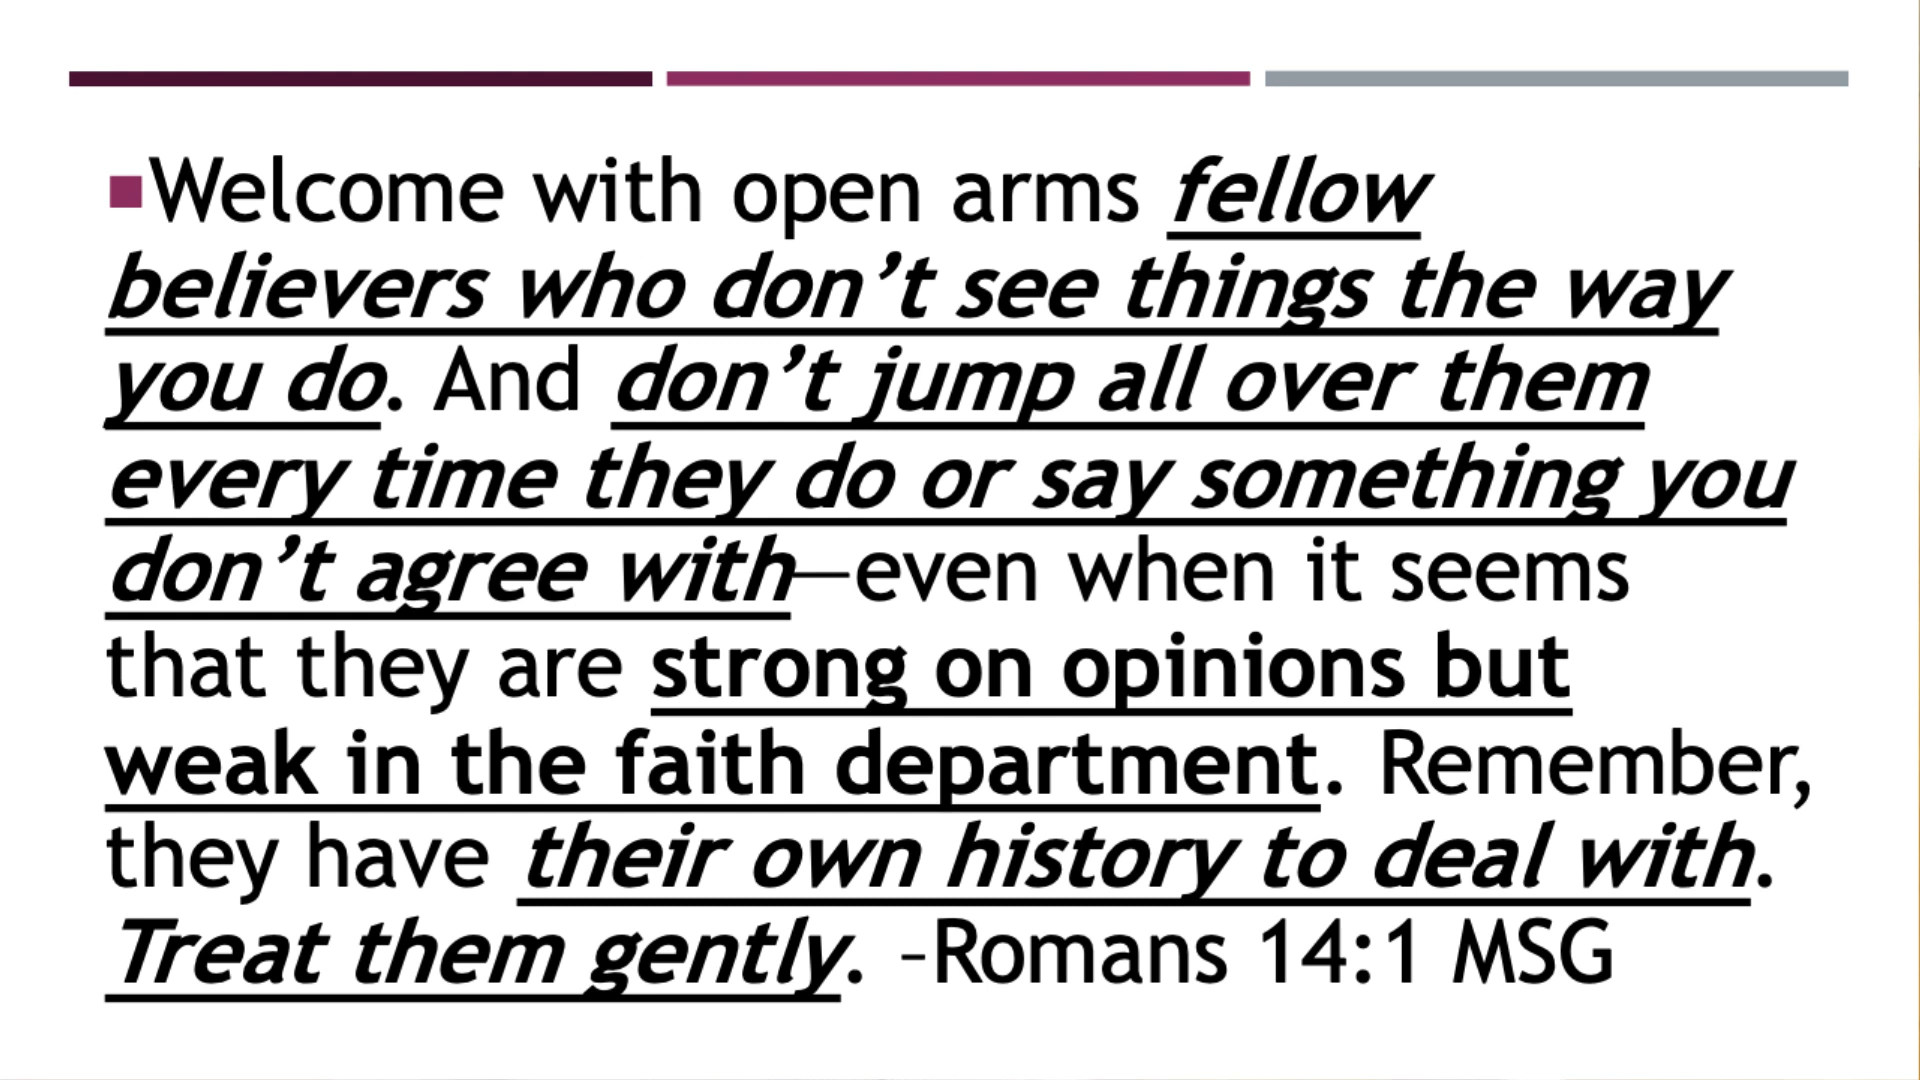 Welcome with open arms fellow
believers who don’t see things the way
you do. And don’t jump all over them
every time they do or say something you
don’t agree with—even when it seems
that they are strong on opinions but
weak in the faith department. Remember,
they have their own history to deal with.
Treat them gently. –Romans 14:1 MSG